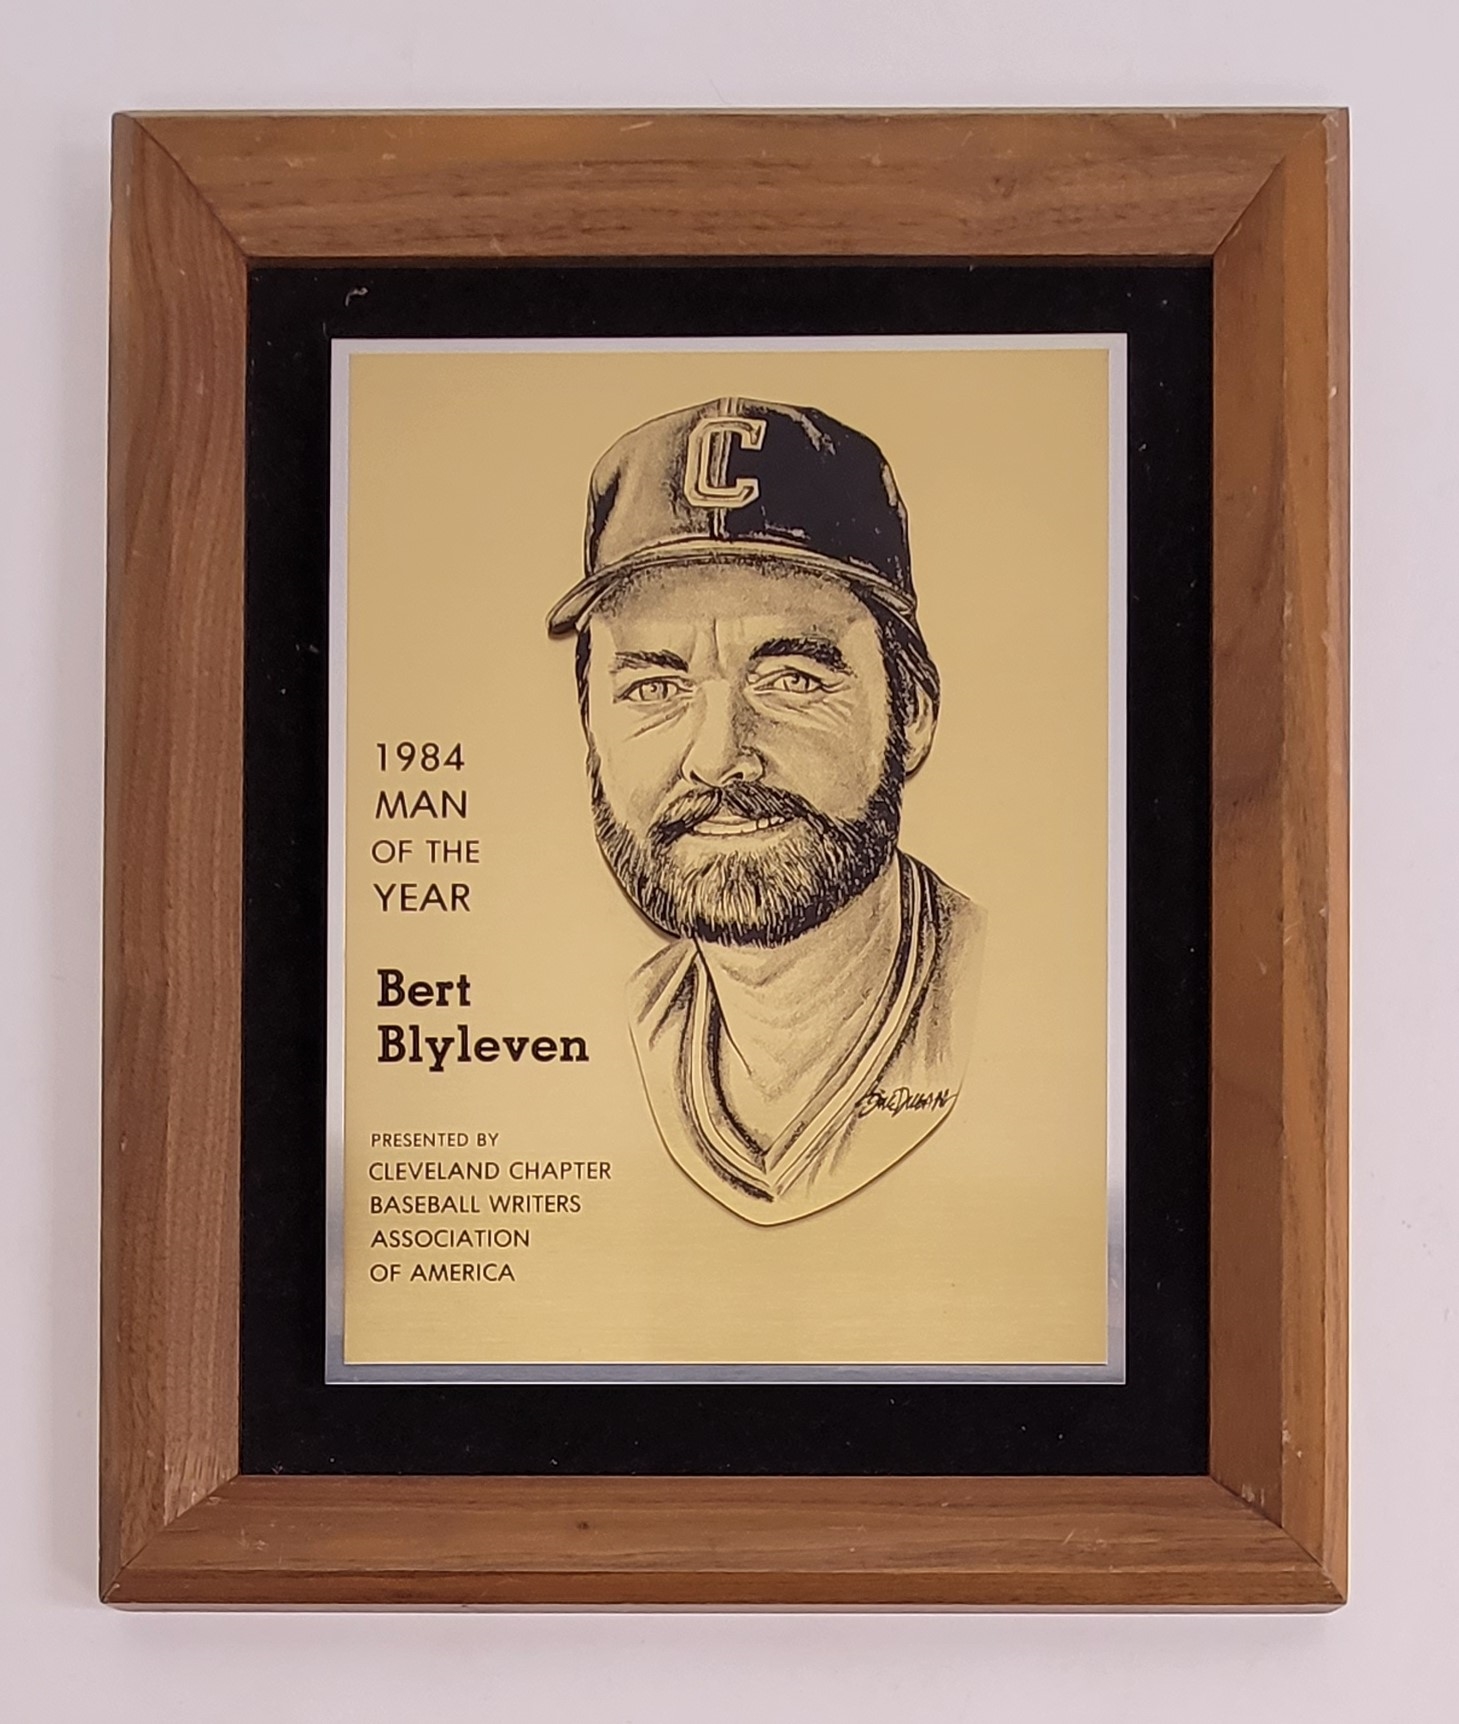 C
1984
MAN
OF THE
YEAR
Bert
Blyleven
PRESENTED BY
CLEVELAND CHAPTER
BASEBALL WRITERS
ASSOCIATION
OF AMERICA